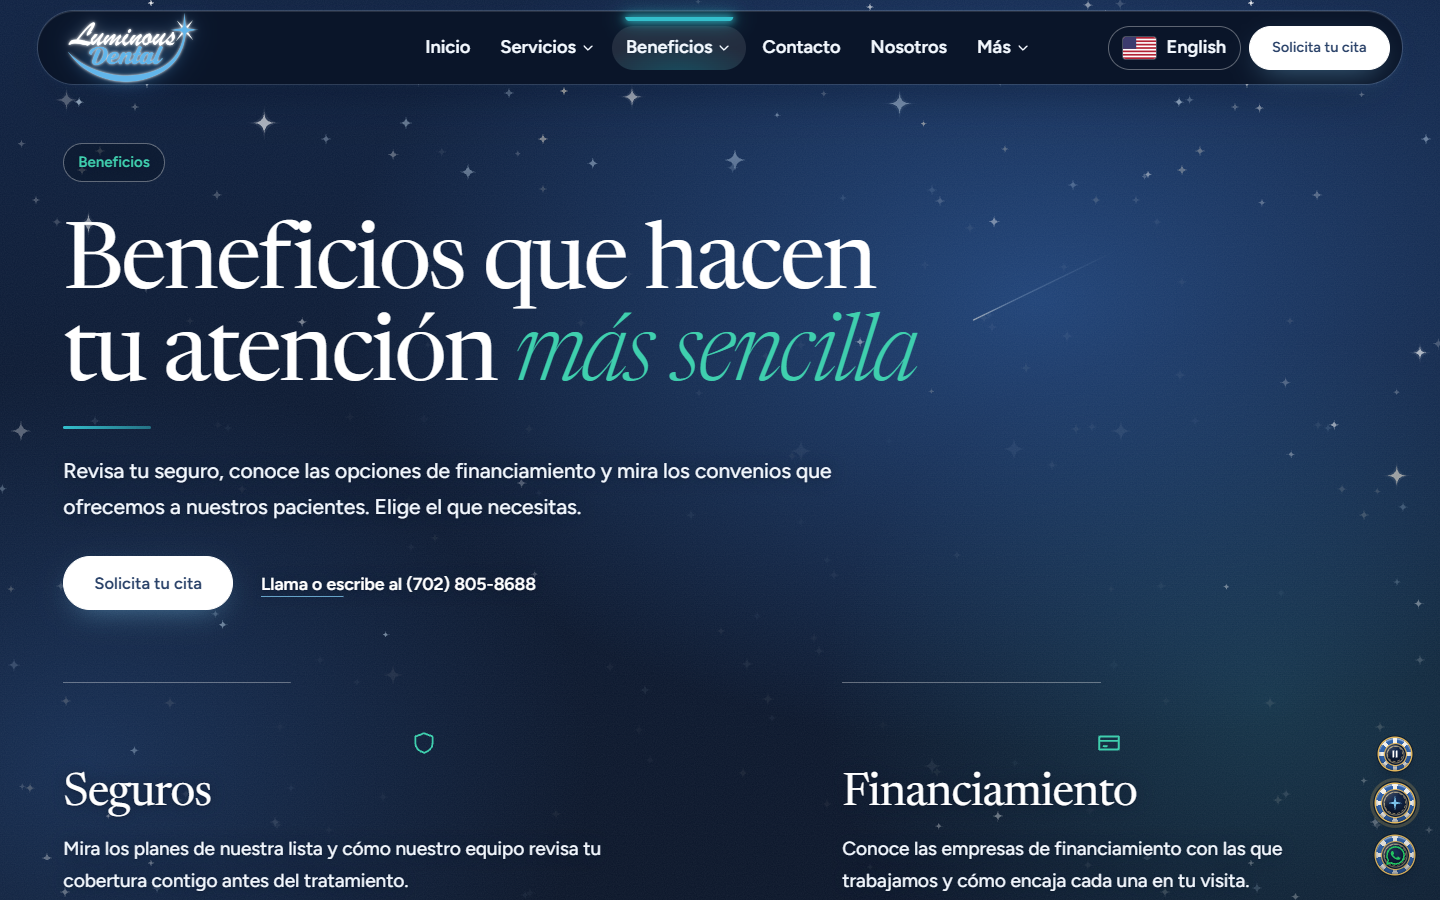 Luminous
Dental
Inicio
Servicios
Beneficios
Contacto
Nosotros
Más
English
Solicita tu cita
Beneficios
Beneficios que hacen
tu atención más sencilla
Revisa tu seguro, conoce las opciones de financiamiento y mira los convenios que
ofrecemos a nuestros pacientes. Elige el que necesitas.
Solicita tu cita
Llama o escribe al (702) 805-8688
Seguros
Mira los planes de nuestra lista y cómo nuestro equipo revisa tu
cobertura contigo antes del tratamiento.
Financiamiento
Conoce las empresas de financiamiento con las que
trabajamos y cómo encaja cada una en tu visita.